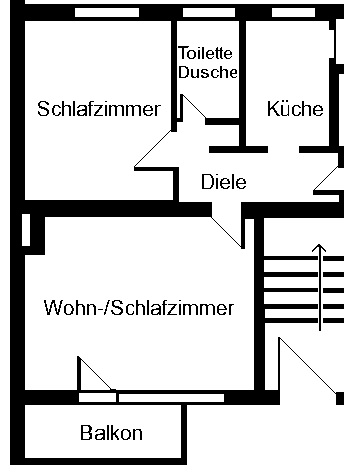 Toilette
Dusche
Schlafzimmer
Küche
Diele
Wohn-/Schlafzimmer
Balkon